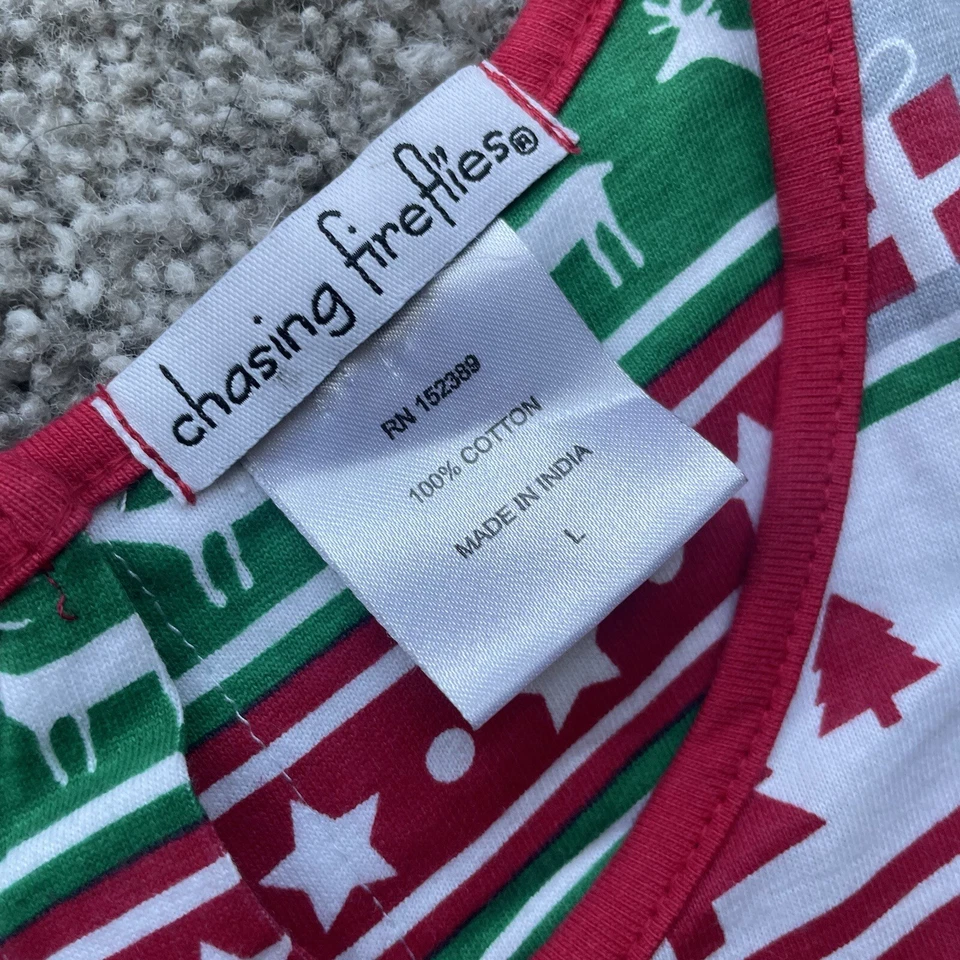 chasing fireflies®
RN 152389
100% COTTON
MADE IN INDIA
L